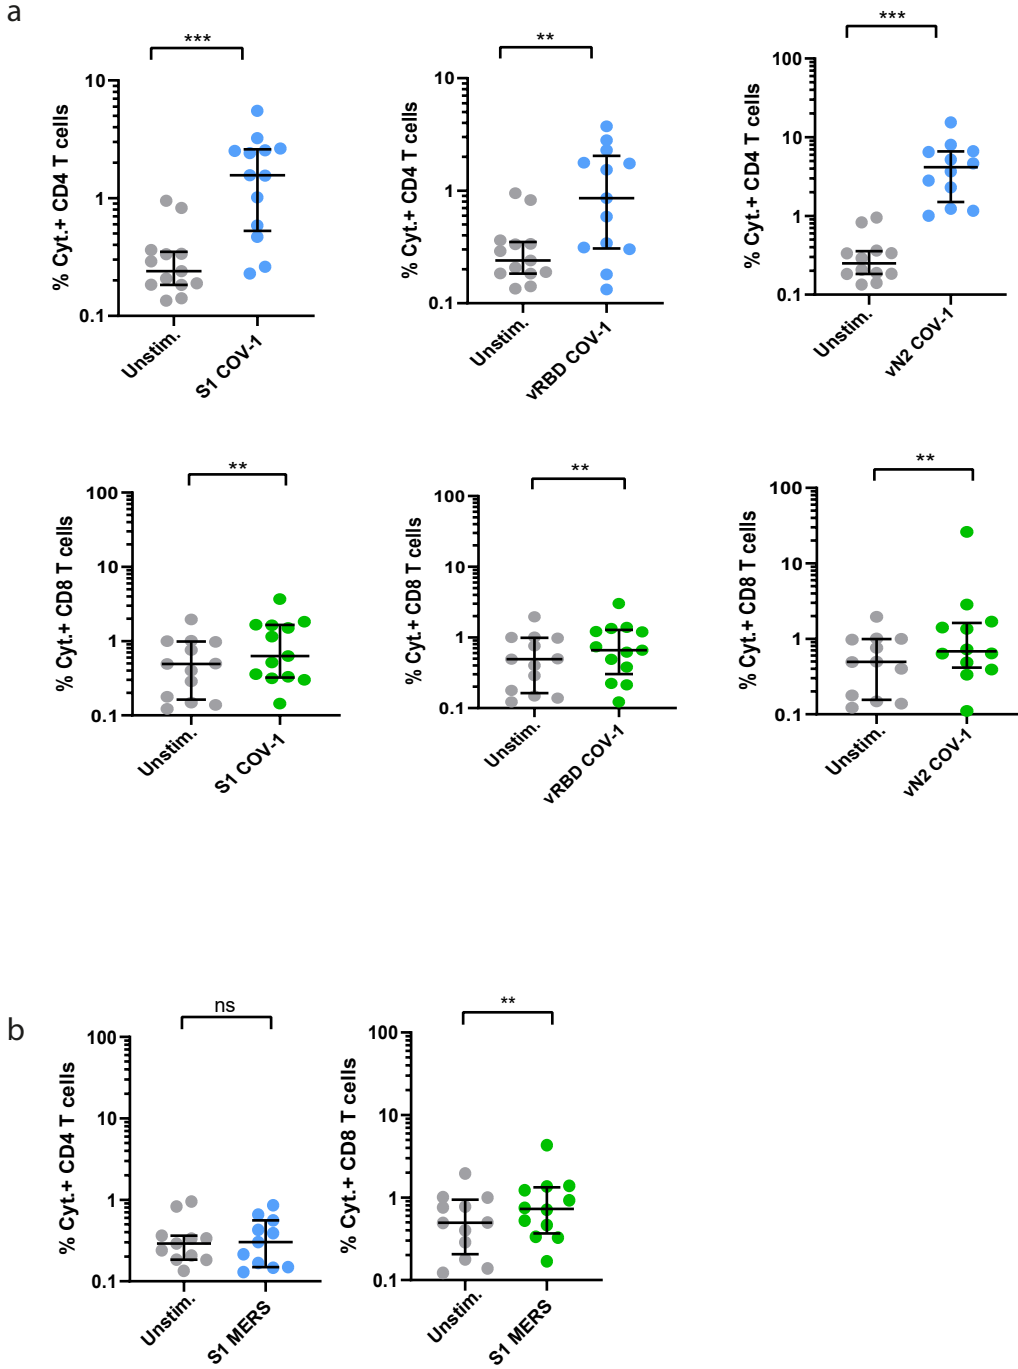 a
***
% Cyt.+ CD4 T cells
10
1
0.1
Unstim.
S1 COV-1
**
% Cyt.+ CD4 T cells
10
1
0.1
Unstim.
vRBD COV-1
***
% Cyt.+ CD4 T cells
100
10
1
0.1
Unstim.
vN2 COV-1
**
% Cyt.+ CD8 T cells
100
10
1
0.1
Unstim.
S1 COV-1
**
% Cyt.+ CD8 T cells
100
10
1
0.1
Unstim.
vRBD COV-1
**
% Cyt.+ CD8 T cells
100
10
1
0.1
Unstim.
vN2 COV-1
b
ns
% Cyt.+ CD4 T cells
100
10
1
0.1
Unstim.
S1 MERS
**
% Cyt.+ CD8 T cells
100
10
1
0.1
Unstim.
S1 MERS